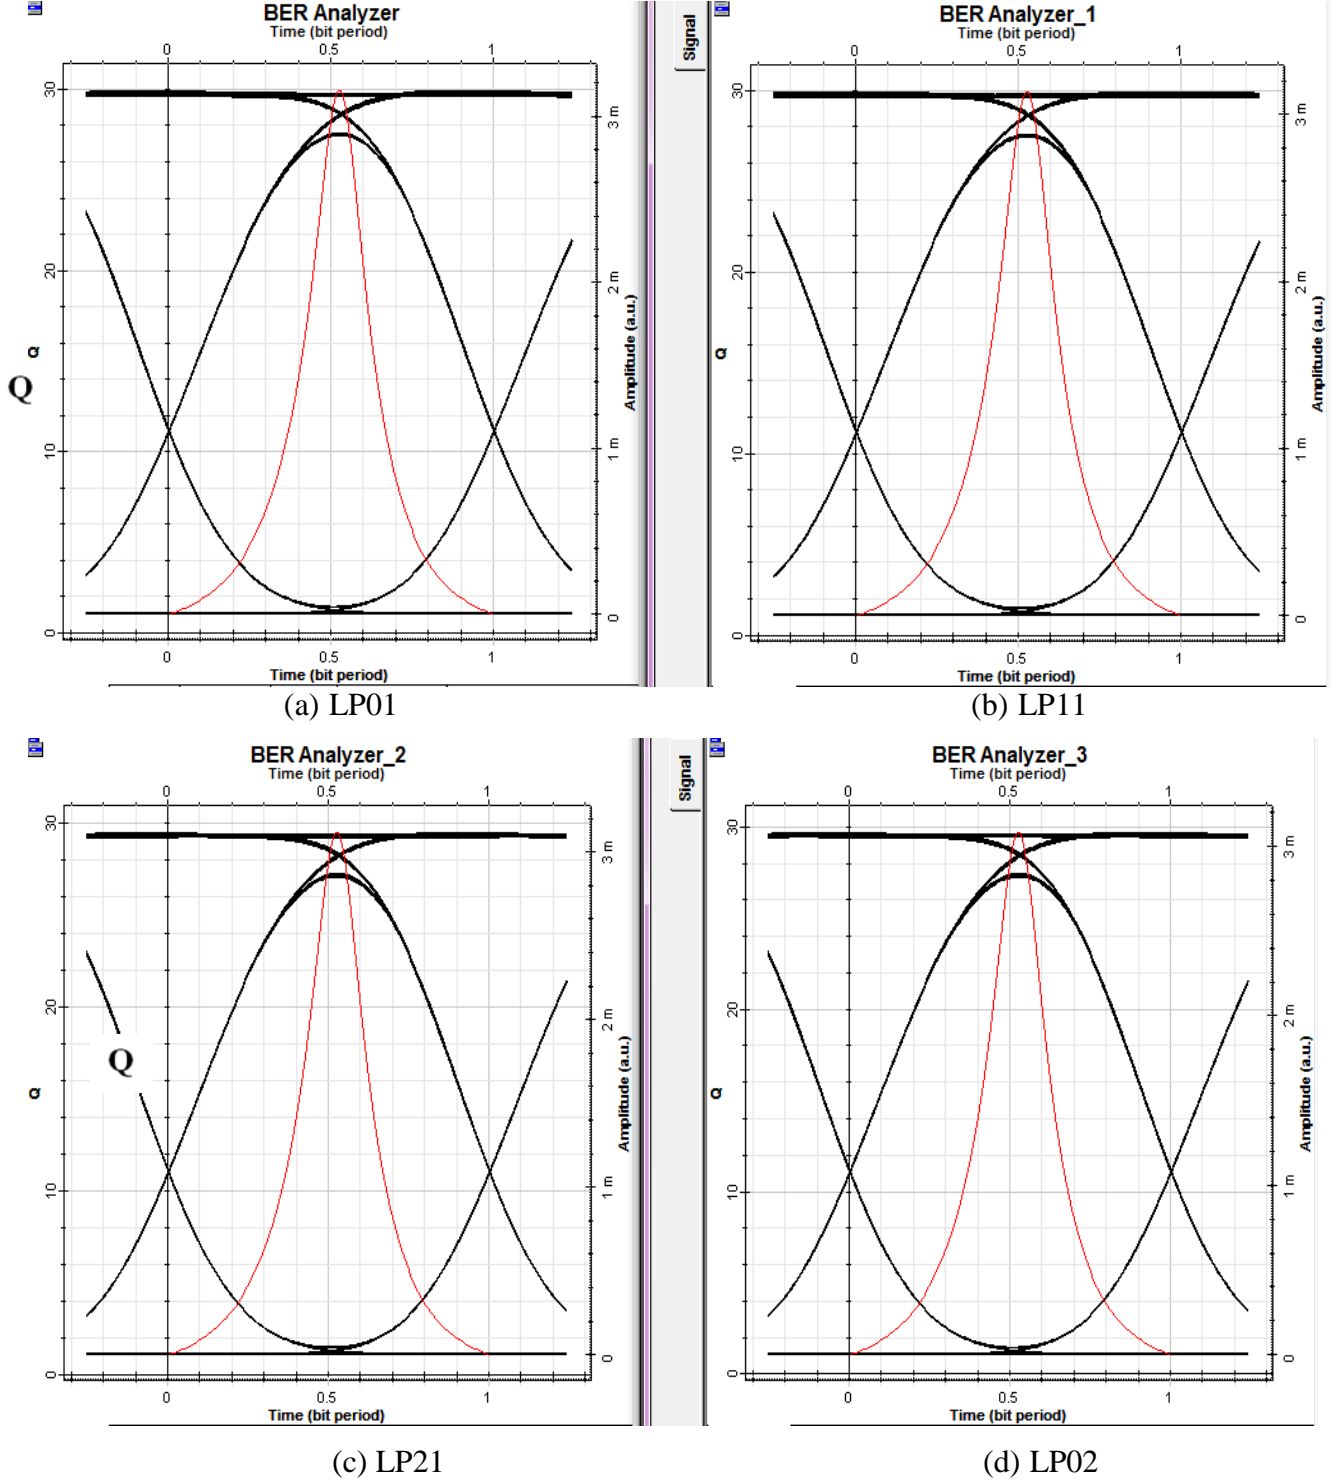 BER Analyzer
Time (bit period)
0 0.5 1
30
20
10
0
Q
Q
3 m
2 m
1 m
0
Amplitude (a.u.)
0 0.5 1
Time (bit period)
(a) LP01
Signal
BER Analyzer_1
Time (bit period)
0 0.5 1
30
20
10
0
Q
3 m
2 m
1 m
0
Amplitude (a.u.)
0 0.5 1
Time (bit period)
(b) LP11
BER Analyzer_2
Time (bit period)
0 0.5 1
30
20
10
0
Q
Q
3 m
2 m
1 m
0
Amplitude (a.u.)
0 0.5 1
Time (bit period)
(c) LP21
Signal
BER Analyzer_3
Time (bit period)
0 0.5 1
30
20
10
0
Q
3 m
2 m
1 m
0
Amplitude (a.u.)
0 0.5 1
Time (bit period)
(d) LP02